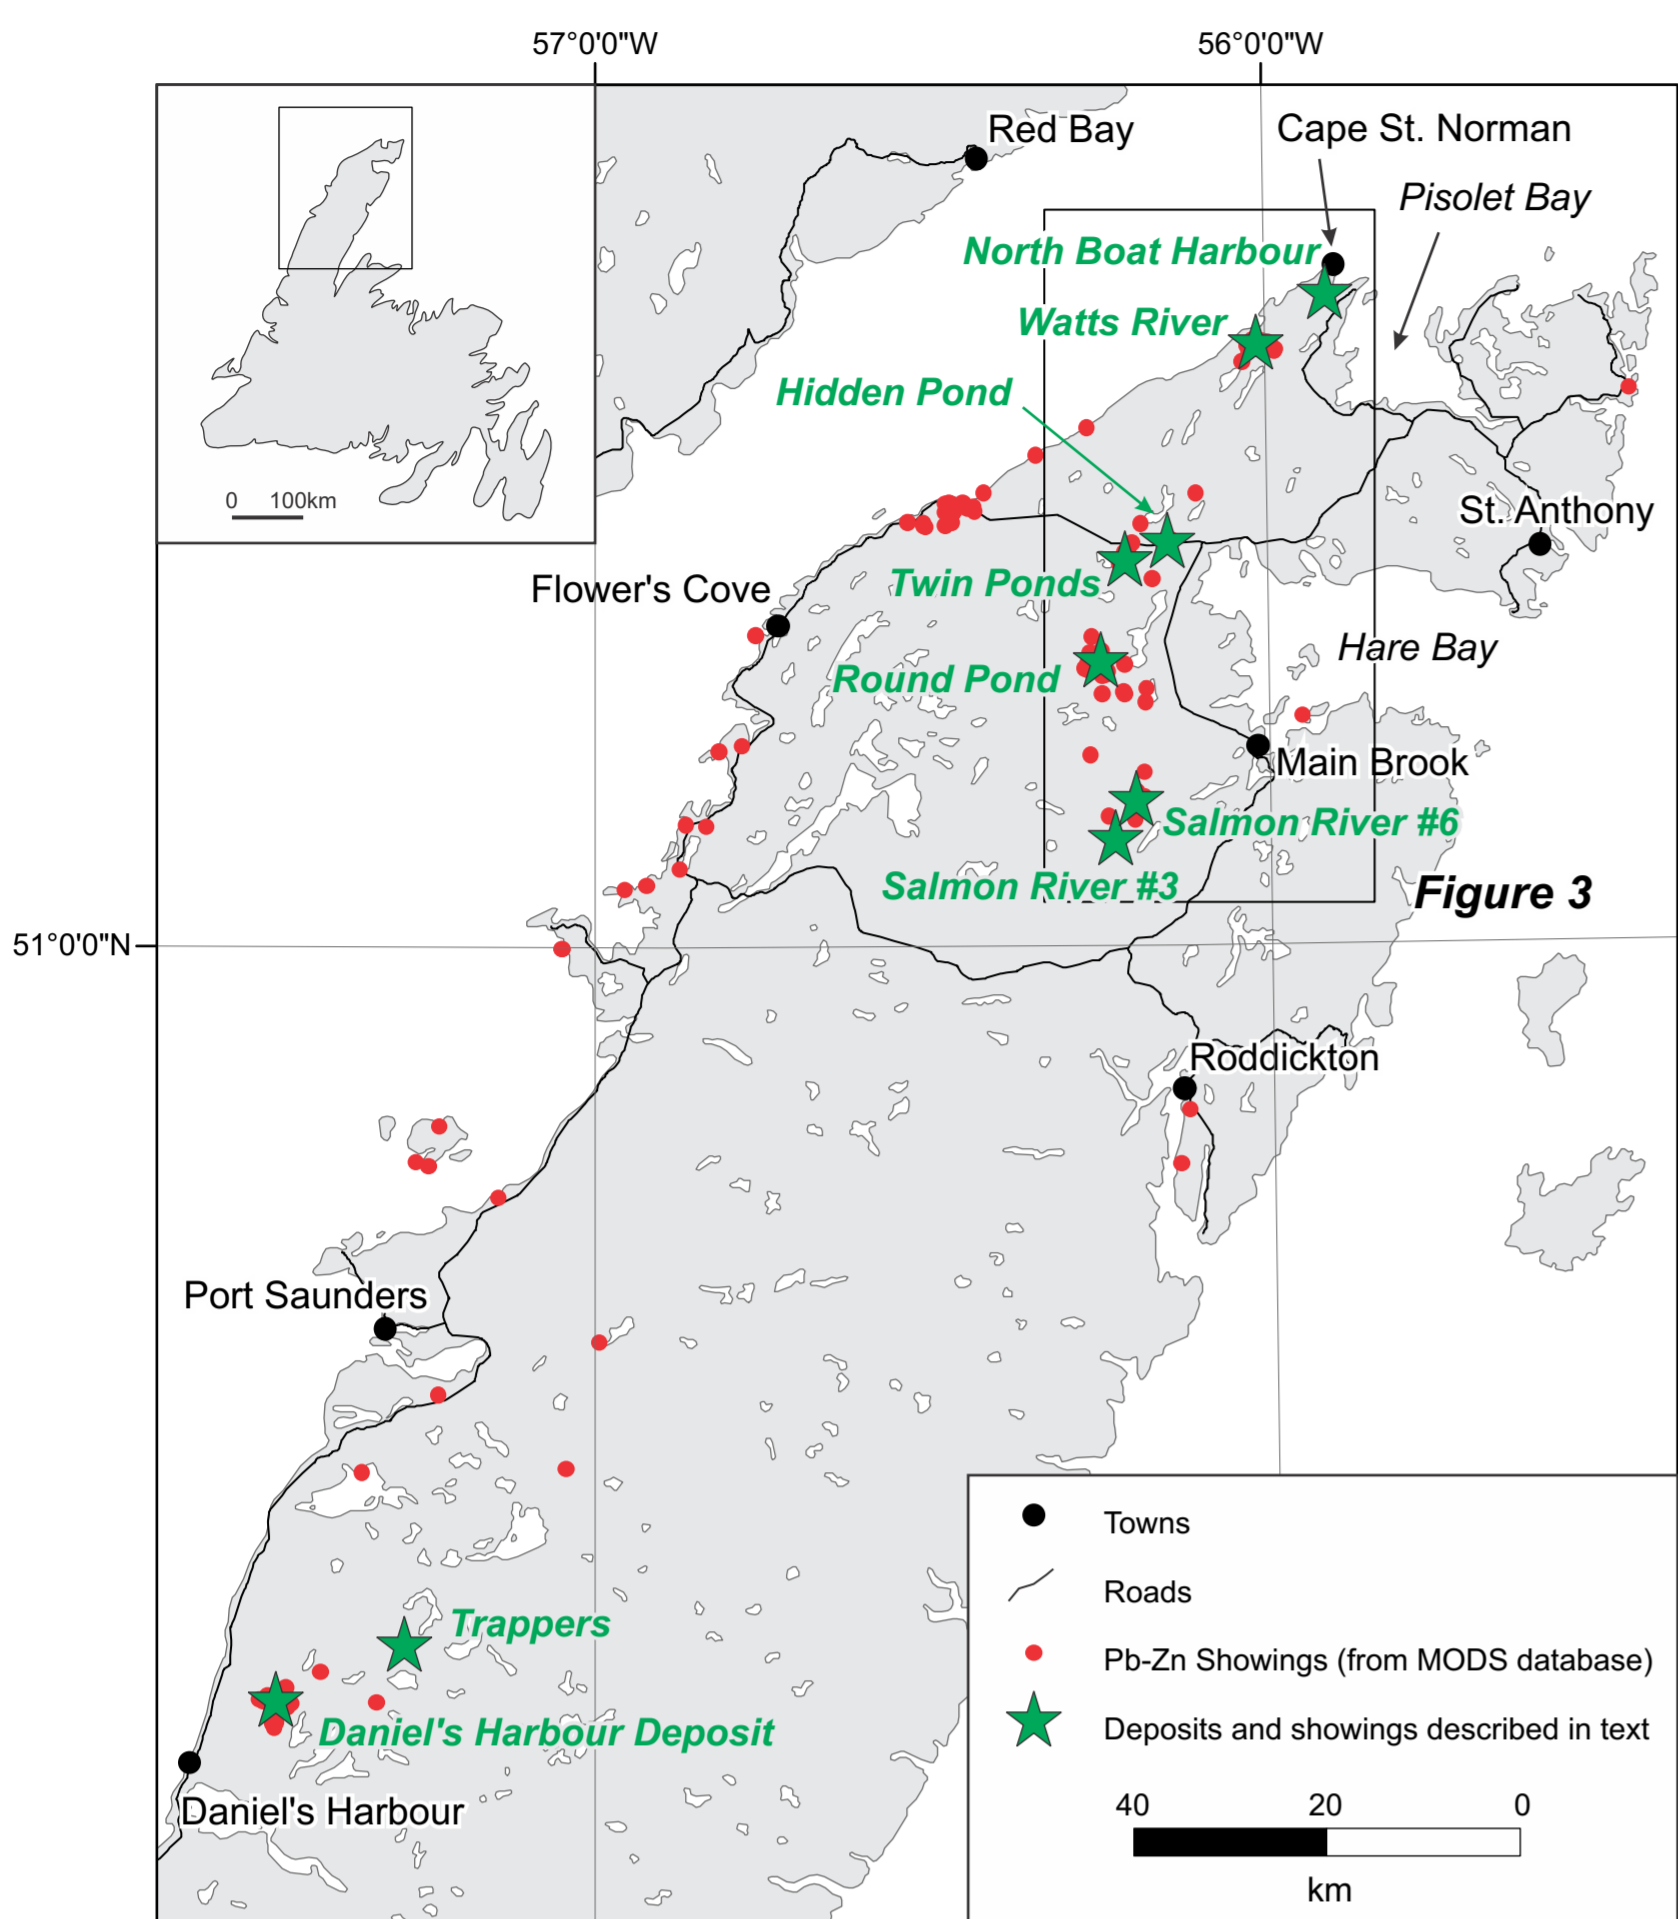 57°0'0"W
56°0'0"W
Red Bay
Cape St. Norman
Pisolet Bay
North Boat Harbour
Watts River
Hidden Pond
0 100km
St. Anthony
Flower's Cove
Twin Ponds
Hare Bay
Round Pond
Main Brook
Salmon River #6
Salmon River #3
Figure 3
51°0'0"N
Roddickton
Port Saunders
Towns
Roads
Trappers
Pb-Zn Showings (from MODS database)
Daniel's Harbour Deposit
Deposits and showings described in text
Daniel's Harbour
40 20 0
km